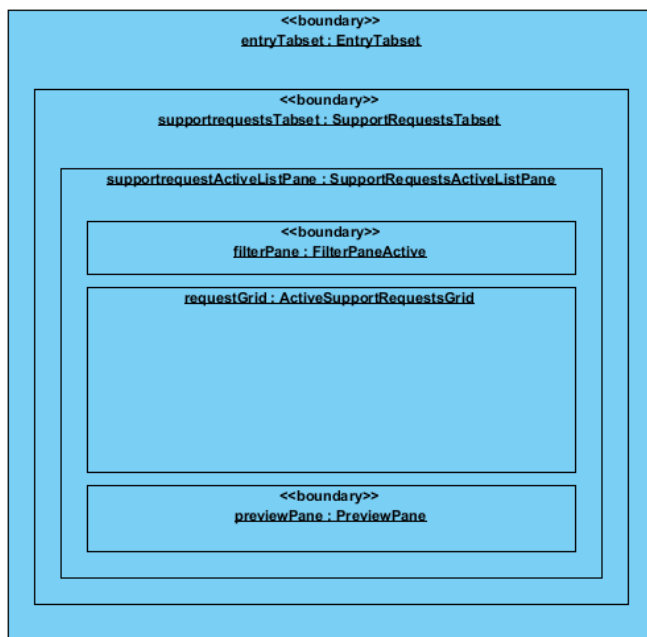 <<boundary>>
entryTabset : EntryTabset
<<boundary>>
supportrequestsTabset : SupportRequestsTabset
supportrequestActiveListPane : SupportRequestsActiveListPane
<<boundary>>
filterPane : FilterPaneActive
requestGrid : ActiveSupportRequestsGrid
<<boundary>>
previewPane : PreviewPane